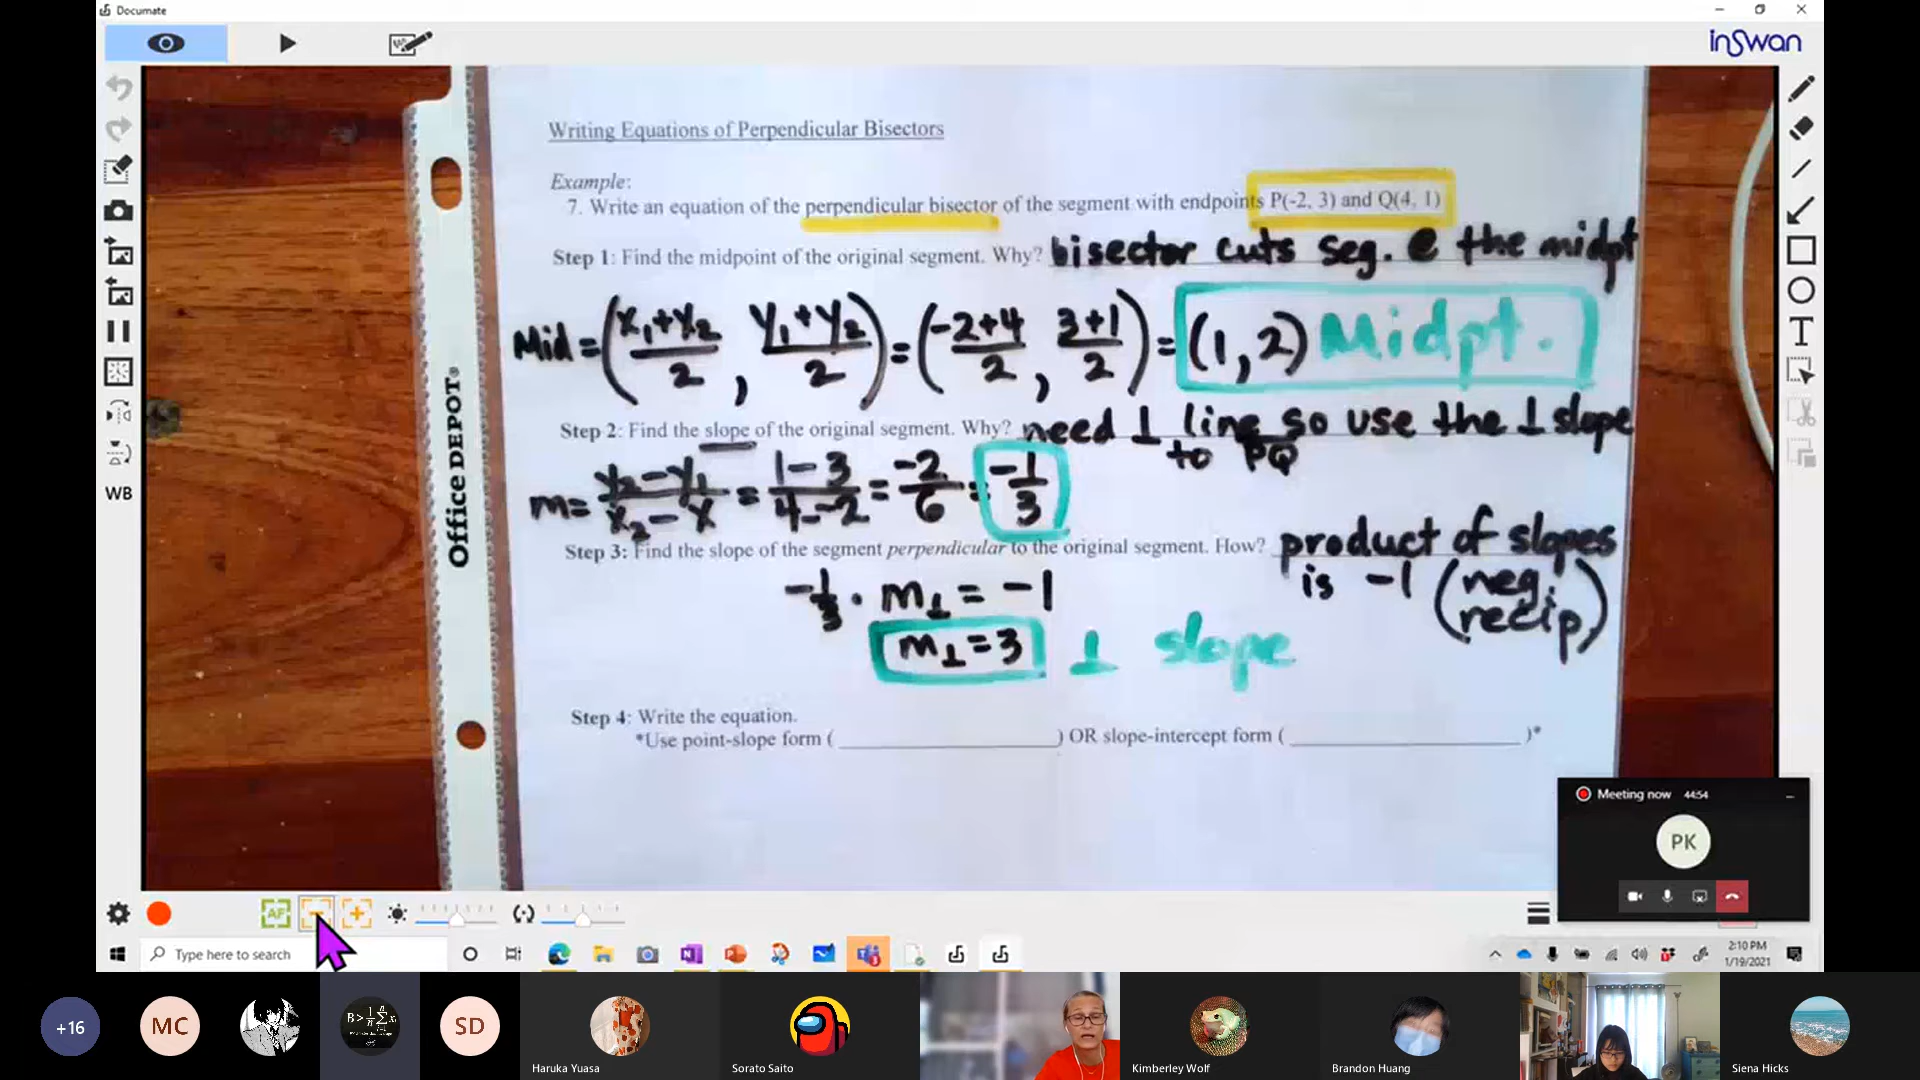 Documate
inSwan
WB
Office DEPOT®
Writing Equations of Perpendicular Bisectors
Example:
7. Write an equation of the perpendicular bisector of the segment with endpoints P(-2, 3) and Q(4, 1)
Step 1: Find the midpoint of the original segment. Why? bisector cuts seg. @ the midpt
Mid = (x₁+x₂/2, y₁+y₂/2) = (-2+4/2, 3+1/2) = (1,2) Midpt.
Step 2: Find the slope of the original segment. Why? need ⊥ line so use the ⊥ slope
to PQ
m = y₂-y₁/x₂-x = 1-3/4--2 = -2/6 = -1/3
Step 3: Find the slope of the segment perpendicular to the original segment. How? product of slopes
is -1 (neg. recip)
-1/3 · m⊥ = -1
m⊥ = 3 ⊥ slope
Step 4: Write the equation.
*Use point-slope form ( ____________________ ) OR slope-intercept form ( ____________________ )*
Meeting now 44:54
PK
AF
Type here to search
2:10 PM
1/19/2021
+16
MC
SD
Haruka Yuasa
Sorato Saito
Kimberley Wolf
Brandon Huang
Siena Hicks